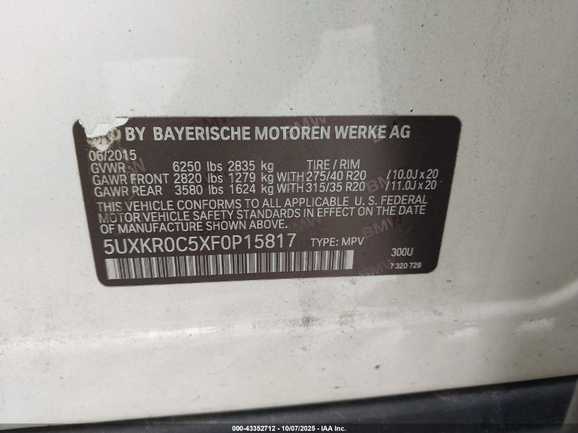 BY BAYERISCHE MOTOREN WERKE AG
06/2015
GVWR 6250 lbs 2835 kg TIRE / RIM
GAWR FRONT 2820 lbs 1279 kg WITH 275/40 R20 /10.0J x 20
GAWR REAR 3580 lbs 1624 kg WITH 315/35 R20 /11.0J x 20
THIS VEHICLE CONFORMS TO ALL APPLICABLE U. S. FEDERAL
MOTOR VEHICLE SAFETY STANDARDS IN EFFECT ON THE DATE
OF MANUFACTURE SHOWN ABOVE.
5UXKR0C5XF0P15817 TYPE: MPV
300U
7 320 729
000-43352712 - 10/07/2025 - IAA Inc.